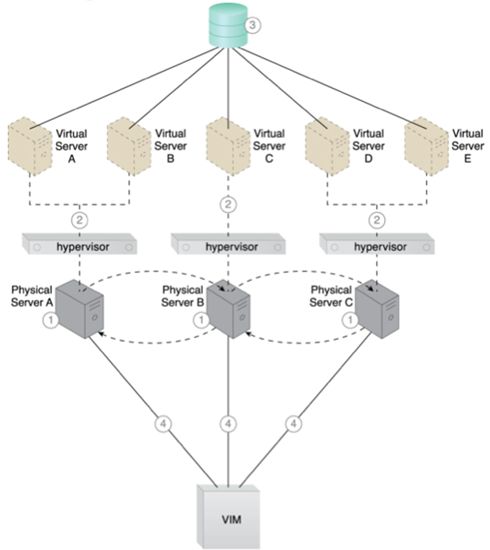 3
Virtual
Server
A
Virtual
Server
B
Virtual
Server
C
Virtual
Server
D
Virtual
Server
E
2
2
2
hypervisor
hypervisor
hypervisor
Physical
Server A
1
Physical
Server B
1
Physical
Server C
1
4
4
4
VIM